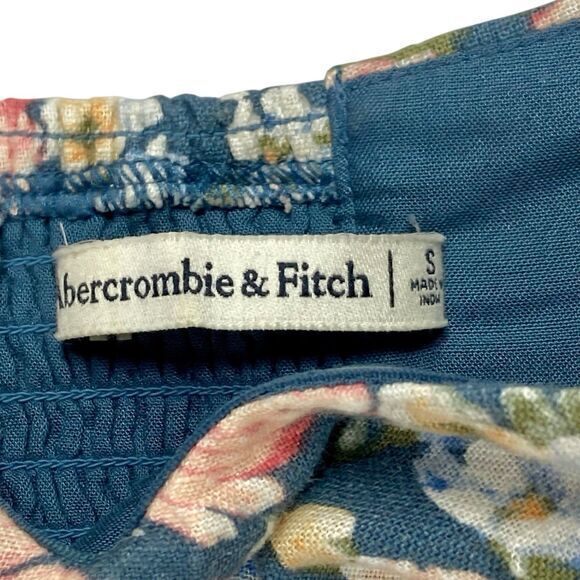 Abercrombie & Fitch
S
MADE IN
INDIA